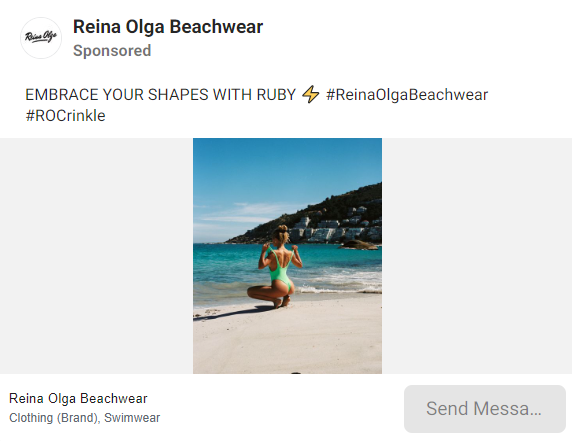 Reina Olga
Reina Olga Beachwear
Sponsored
EMBRACE YOUR SHAPES WITH RUBY ⚡ #ReinaOlgaBeachwear
#ROCrinkle
Reina Olga Beachwear
Clothing (Brand), Swimwear
Send Messa...